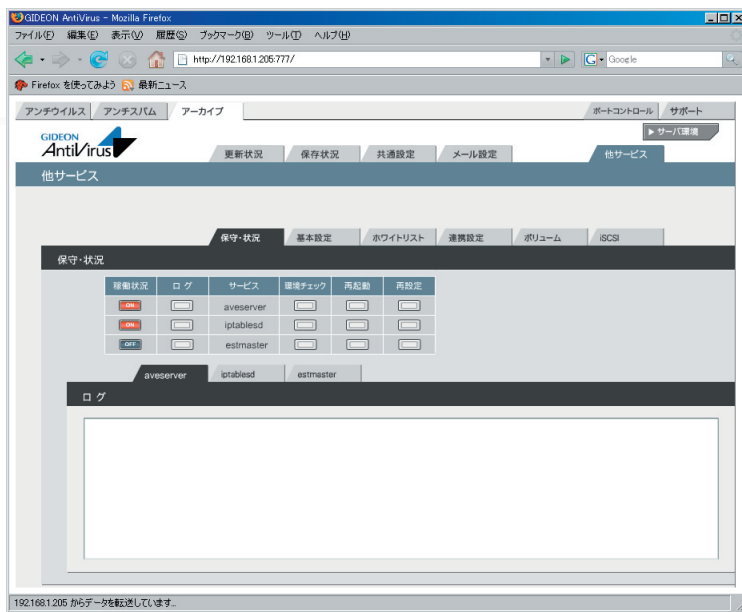 GIDEON AntiVirus - Mozilla Firefox
ファイル(F) 編集(E) 表示(V) 履歴(S) ブックマーク(B) ツール(T) ヘルプ(H)
http://192.168.1.205:777/
Google
Firefox を使ってみよう 最新ニュース
アンチウイルス アンチスパム アーカイブ ポートコントロール サポート
▶ サーバ環境
GIDEON
AntiVirus
更新状況 保存状況 共通設定 メール設定 他サービス
他サービス
保守・状況 基本設定 ホワイトリスト 連携設定 ボリューム iSCSI
保守・状況
稼働状況 ログ サービス 環境チェック 再起動 再設定
ON aveserver
ON iptablesd
OFF estmaster
aveserver iptablesd estmaster
ログ
192.168.1.205 からデータを転送しています...